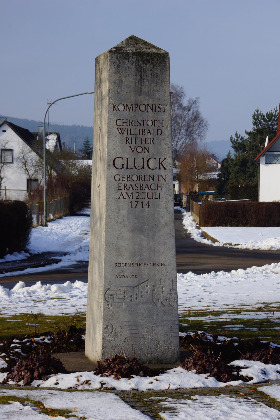 KOMPONIST
CHRISTOPH
WILLIBALD
RITTER
VON
GLUCK
GEBOREN IN
ERASBACH
AM 2. JULI
1714